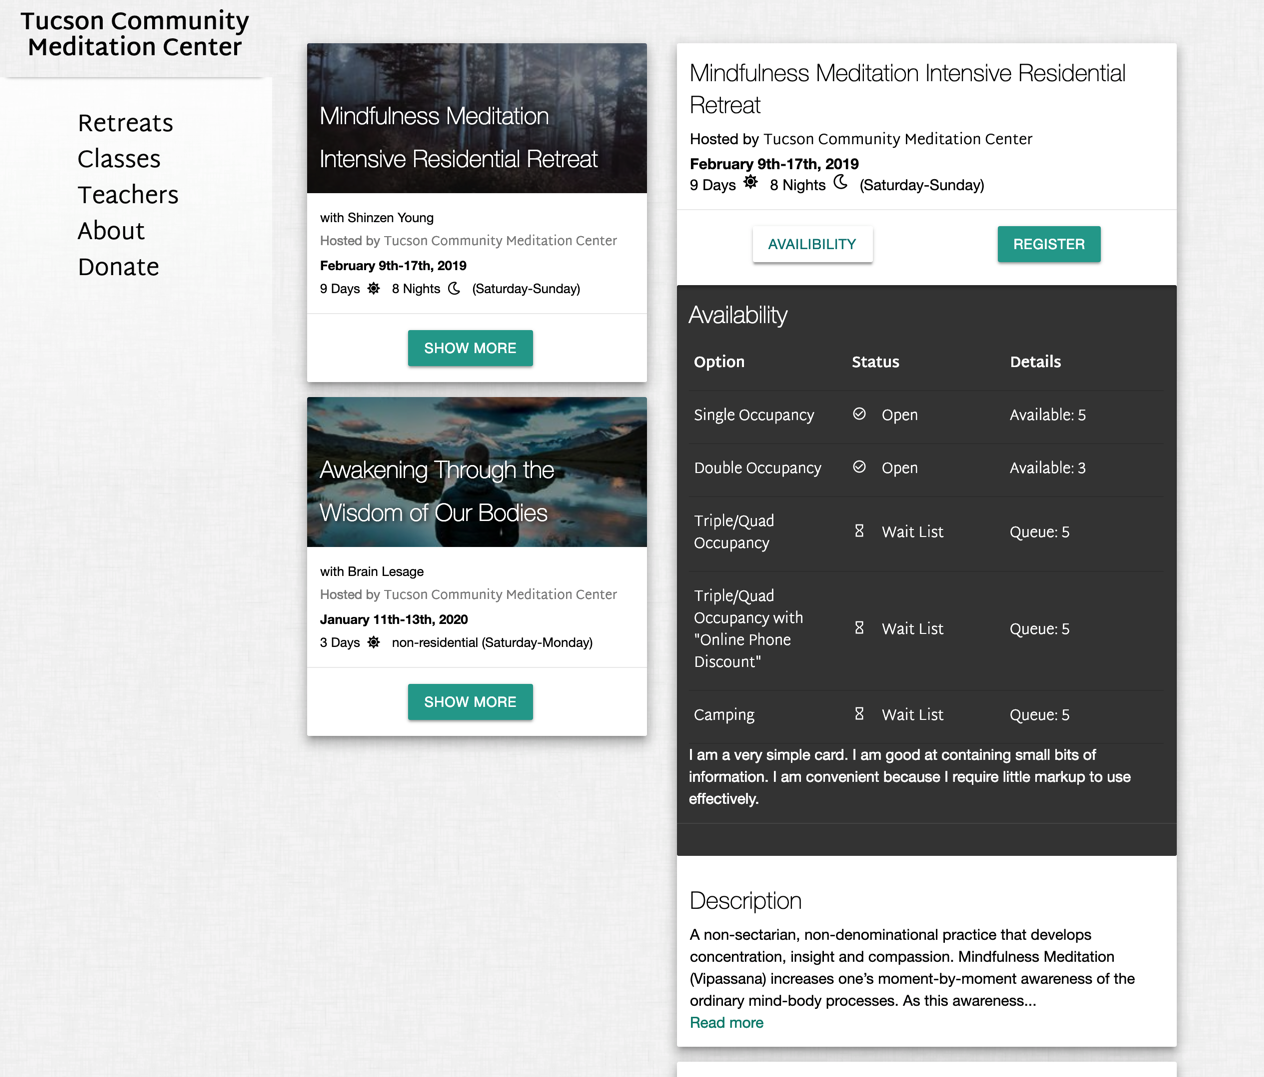 Tucson Community
Meditation Center
Retreats
Classes
Teachers
About
Donate
Mindfulness Meditation
Intensive Residential Retreat
with Shinzen Young
Hosted by Tucson Community Meditation Center
February 9th-17th, 2019
9 Days 8 Nights (Saturday-Sunday)
SHOW MORE
Awakening Through the
Wisdom of Our Bodies
with Brain Lesage
Hosted by Tucson Community Meditation Center
January 11th-13th, 2020
3 Days non-residential (Saturday-Monday)
SHOW MORE
Mindfulness Meditation Intensive Residential
Retreat
Hosted by Tucson Community Meditation Center
February 9th-17th, 2019
9 Days 8 Nights (Saturday-Sunday)
AVAILIBILITY REGISTER
Availability
Option Status Details
Single Occupancy Open Available: 5
Double Occupancy Open Available: 3
Triple/Quad
Occupancy Wait List Queue: 5
Triple/Quad
Occupancy with
"Online Phone
Discount" Wait List Queue: 5
Camping Wait List Queue: 5
I am a very simple card. I am good at containing small bits of
information. I am convenient because I require little markup to use
effectively.
Description
A non-sectarian, non-denominational practice that develops
concentration, insight and compassion. Mindfulness Meditation
(Vipassana) increases one’s moment-by-moment awareness of the
ordinary mind-body processes. As this awareness...
Read more